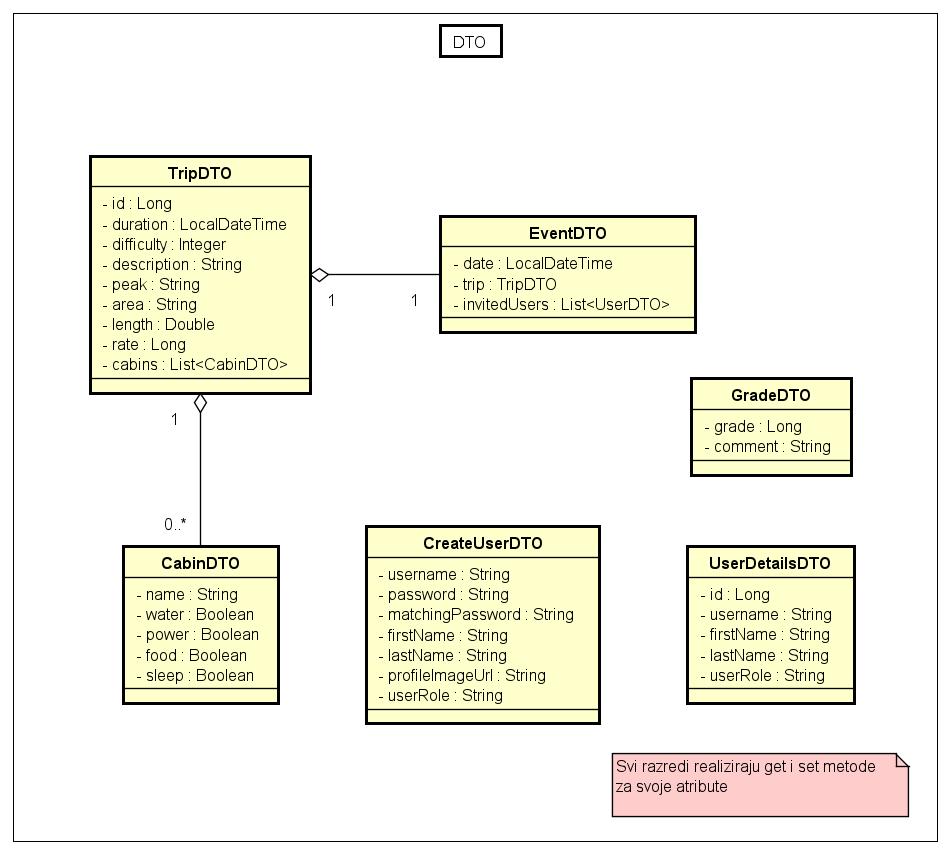 DTO
TripDTO
- id : Long
- duration : LocalDateTime
- difficulty : Integer
- description : String
- peak : String
- area : String
- length : Double
- rate : Long
- cabins : List<CabinDTO>
1
1
EventDTO
- date : LocalDateTime
- trip : TripDTO
- invitedUsers : List<UserDTO>
GradeDTO
- grade : Long
- comment : String
1
0..*
CabinDTO
- name : String
- water : Boolean
- power : Boolean
- food : Boolean
- sleep : Boolean
CreateUserDTO
- username : String
- password : String
- matchingPassword : String
- firstName : String
- lastName : String
- profileImageUrl : String
- userRole : String
UserDetailsDTO
- id : Long
- username : String
- firstName : String
- lastName : String
- userRole : String
Svi razredi realiziraju get i set metode
za svoje atribute